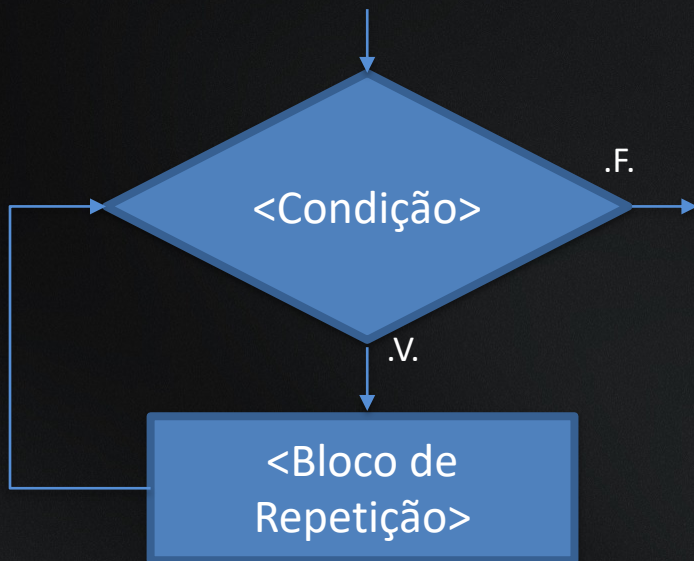 <Condição>
.F.
.V.
<Bloco de
Repetição>